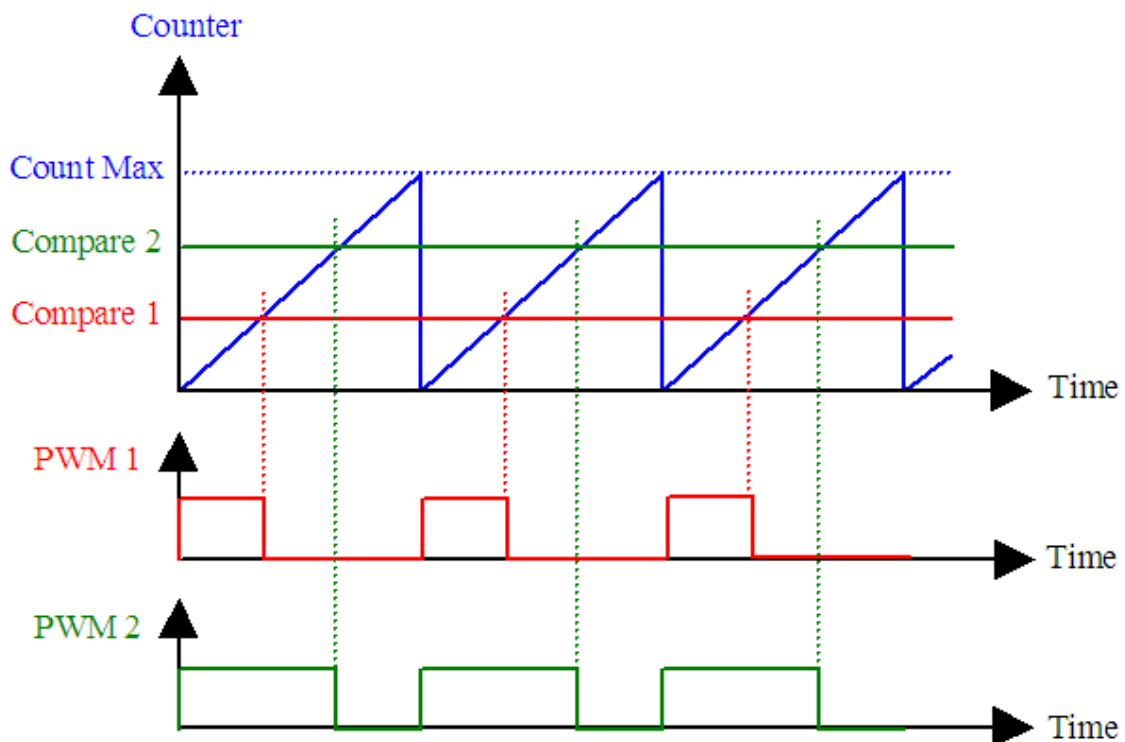 Counter
Count Max
Compare 2
Compare 1
Time
PWM 1
Time
PWM 2
Time